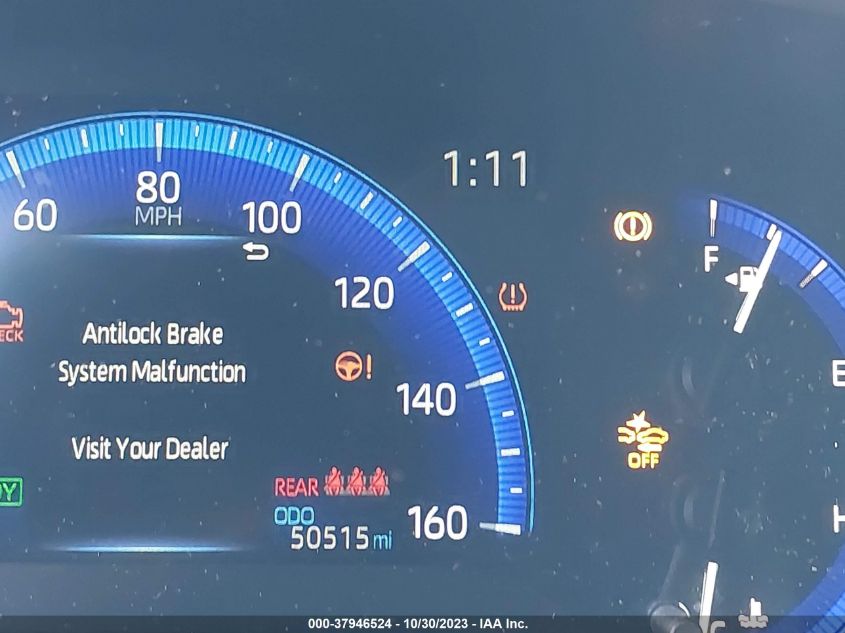 80
MPH
60
100
120
140
160
1:11
F
Antilock Brake
System Malfunction
Visit Your Dealer
REAR
ODO
50515 mi
OFF
000-37946524 - 10/30/2023 - IAA Inc.